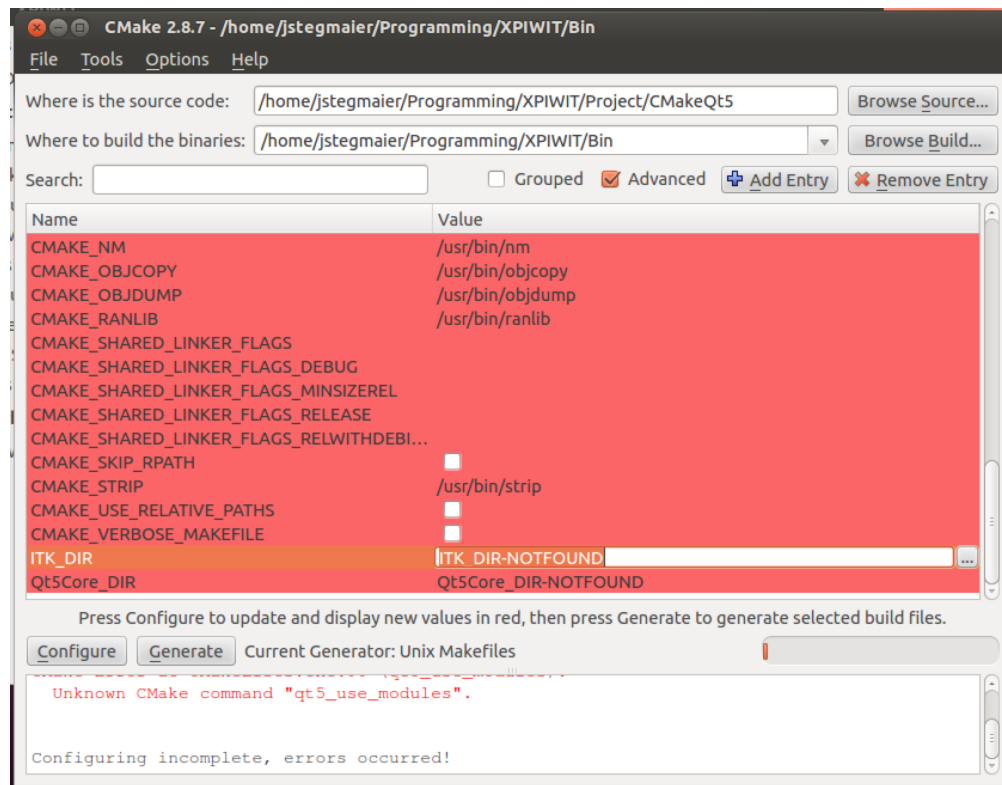 CMake 2.8.7 - /home/jstegmaier/Programming/XPIWIT/Bin
File Tools Options Help
Where is the source code: /home/jstegmaier/Programming/XPIWIT/Project/CMakeQt5 Browse Source...
Where to build the binaries: /home/jstegmaier/Programming/XPIWIT/Bin Browse Build...
Search: Grouped Advanced Add Entry Remove Entry
Name Value
CMAKE_NM /usr/bin/nm
CMAKE_OBJCOPY /usr/bin/objcopy
CMAKE_OBJDUMP /usr/bin/objdump
CMAKE_RANLIB /usr/bin/ranlib
CMAKE_SHARED_LINKER_FLAGS
CMAKE_SHARED_LINKER_FLAGS_DEBUG
CMAKE_SHARED_LINKER_FLAGS_MINSIZEREL
CMAKE_SHARED_LINKER_FLAGS_RELEASE
CMAKE_SHARED_LINKER_FLAGS_RELWITHDEBI...
CMAKE_SKIP_RPATH
CMAKE_STRIP /usr/bin/strip
CMAKE_USE_RELATIVE_PATHS
CMAKE_VERBOSE_MAKEFILE
ITK_DIR ITK_DIR-NOTFOUND ...
Qt5Core_DIR Qt5Core_DIR-NOTFOUND
Press Configure to update and display new values in red, then press Generate to generate selected build files.
Configure Generate Current Generator: Unix Makefiles
Unknown CMake command "qt5_use_modules".
Configuring incomplete, errors occurred!